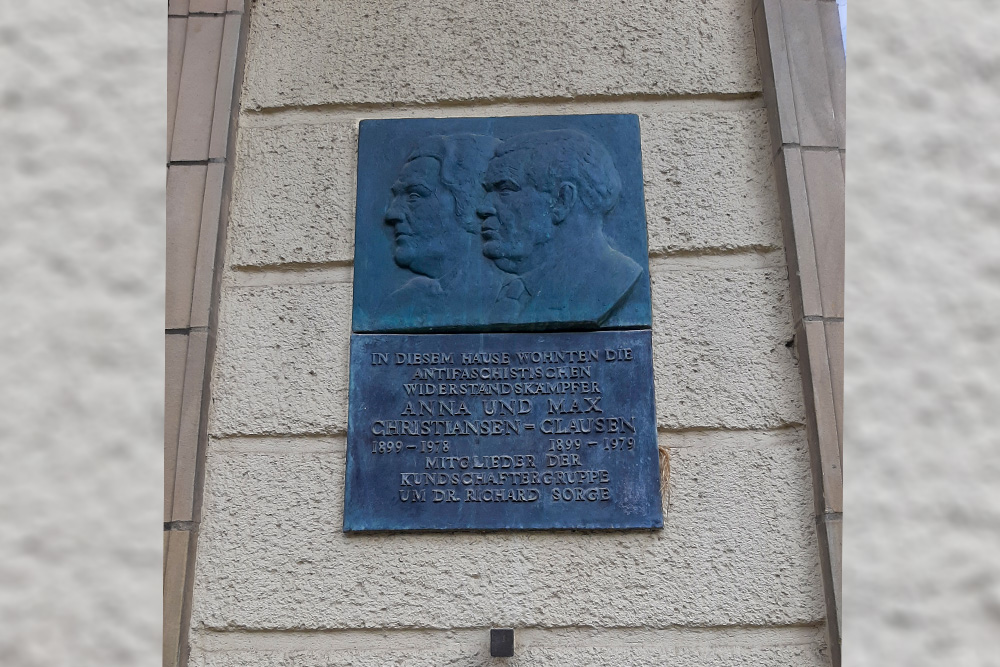 IN DIESEM HAUSE WOHNTEN DIE
ANTIFASCHISTISCHEN
WIDERSTANDSKÄMPFER
ANNA UND MAX
CHRISTIANSEN=CLAUSEN
1899–1978 1899–1979
MITGLIEDER DER
KUNDSCHAFTERGRUPPE
UM DR. RICHARD SORGE